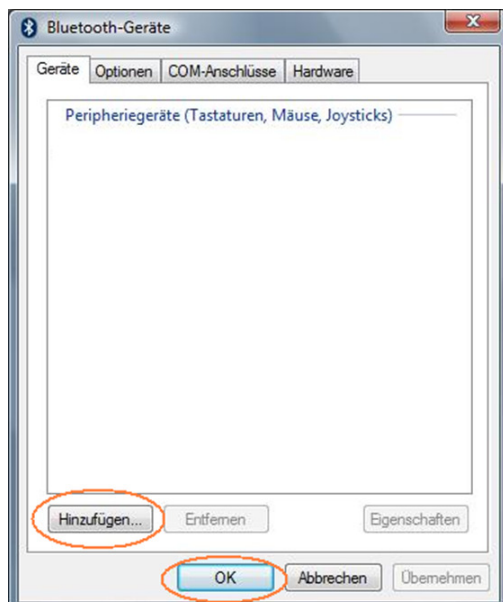 Bluetooth-Geräte
Geräte Optionen COM-Anschlüsse Hardware
Peripheriegeräte (Tastaturen, Mäuse, Joysticks)
Hinzufügen... Entfernen Eigenschaften
OK Abbrechen Übernehmen